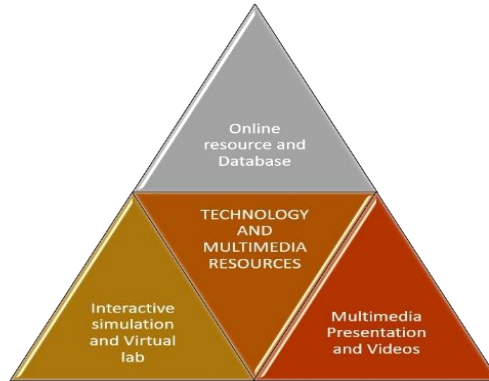 Online
resource and
Database
TECHNOLOGY
AND
MULTIMEDIA
RESOURCES
Interactive
simulation
and Virtual
lab
Multimedia
Presentation
and Videos